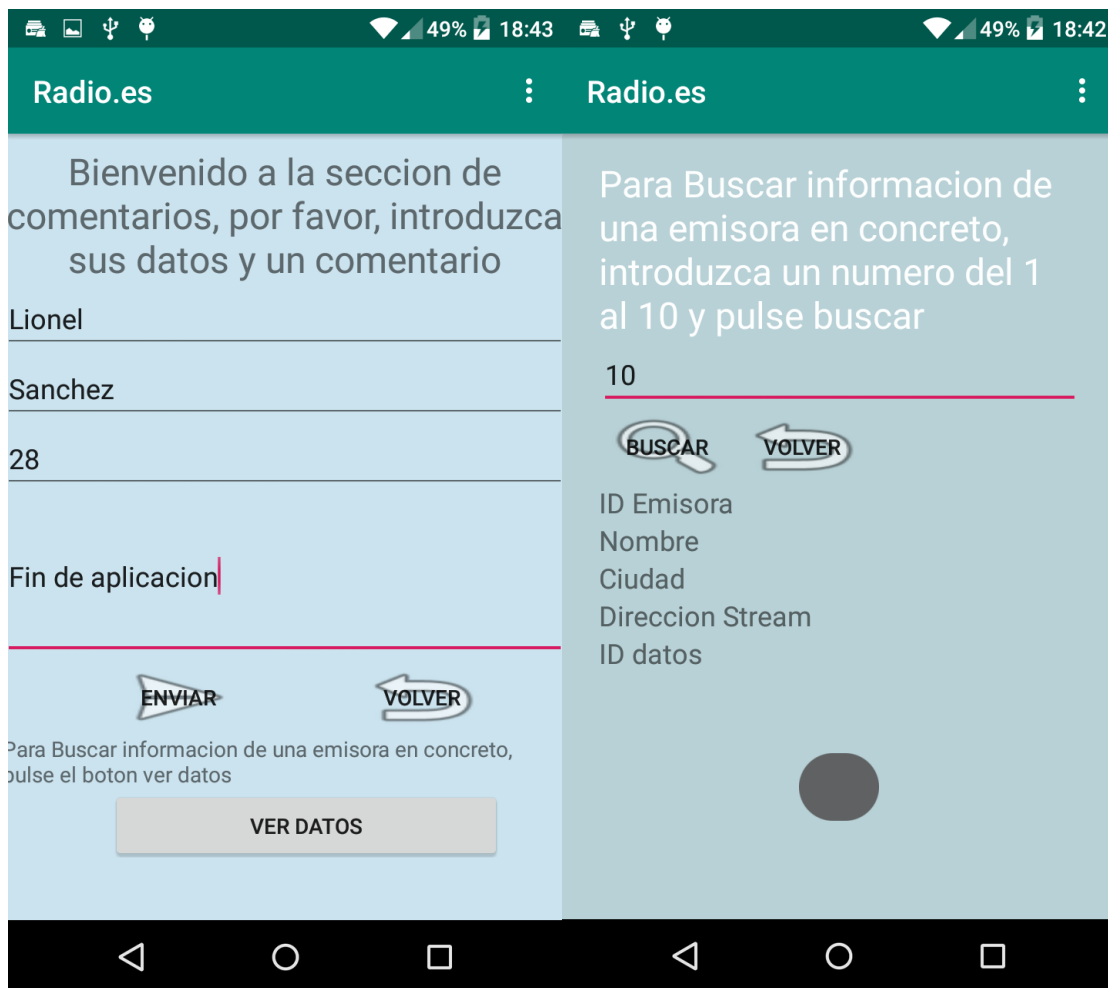 49% 18:43
Radio.es
Bienvenido a la seccion de
comentarios, por favor, introduzca
sus datos y un comentario
Lionel
Sanchez
28
Fin de aplicacion
ENVIAR VOLVER
Para Buscar informacion de una emisora en concreto,
pulse el boton ver datos
VER DATOS
49% 18:42
Radio.es
Para Buscar informacion de
una emisora en concreto,
introduzca un numero del 1
al 10 y pulse buscar
10
BUSCAR VOLVER
ID Emisora
Nombre
Ciudad
Direccion Stream
ID datos